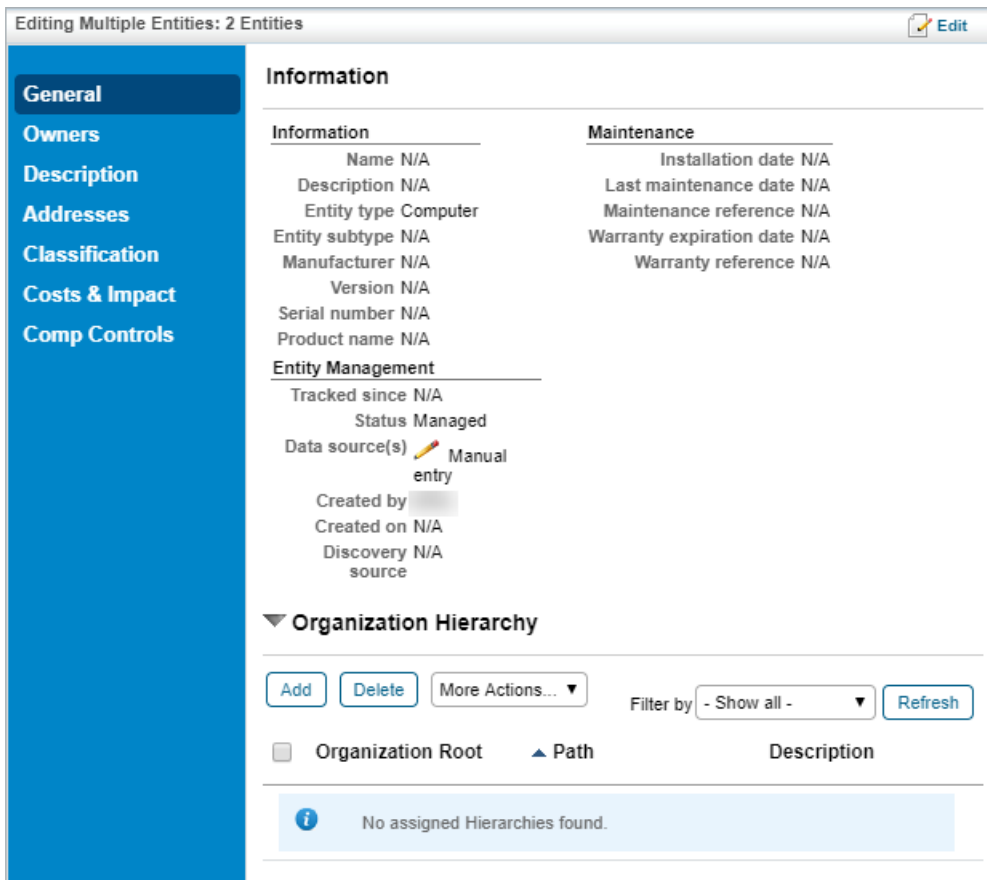 Editing Multiple Entities: 2 Entities
Edit
General
Owners
Description
Addresses
Classification
Costs & Impact
Comp Controls
Information
Information
Name N/A
Description N/A
Entity type Computer
Entity subtype N/A
Manufacturer N/A
Version N/A
Serial number N/A
Product name N/A
Maintenance
Installation date N/A
Last maintenance date N/A
Maintenance reference N/A
Warranty expiration date N/A
Warranty reference N/A
Entity Management
Tracked since N/A
Status Managed
Data source(s) Manual
entry
Created by
Created on N/A
Discovery N/A
source
Organization Hierarchy
Add Delete More Actions... Filter by - Show all - Refresh
Organization Root Path Description
No assigned Hierarchies found.